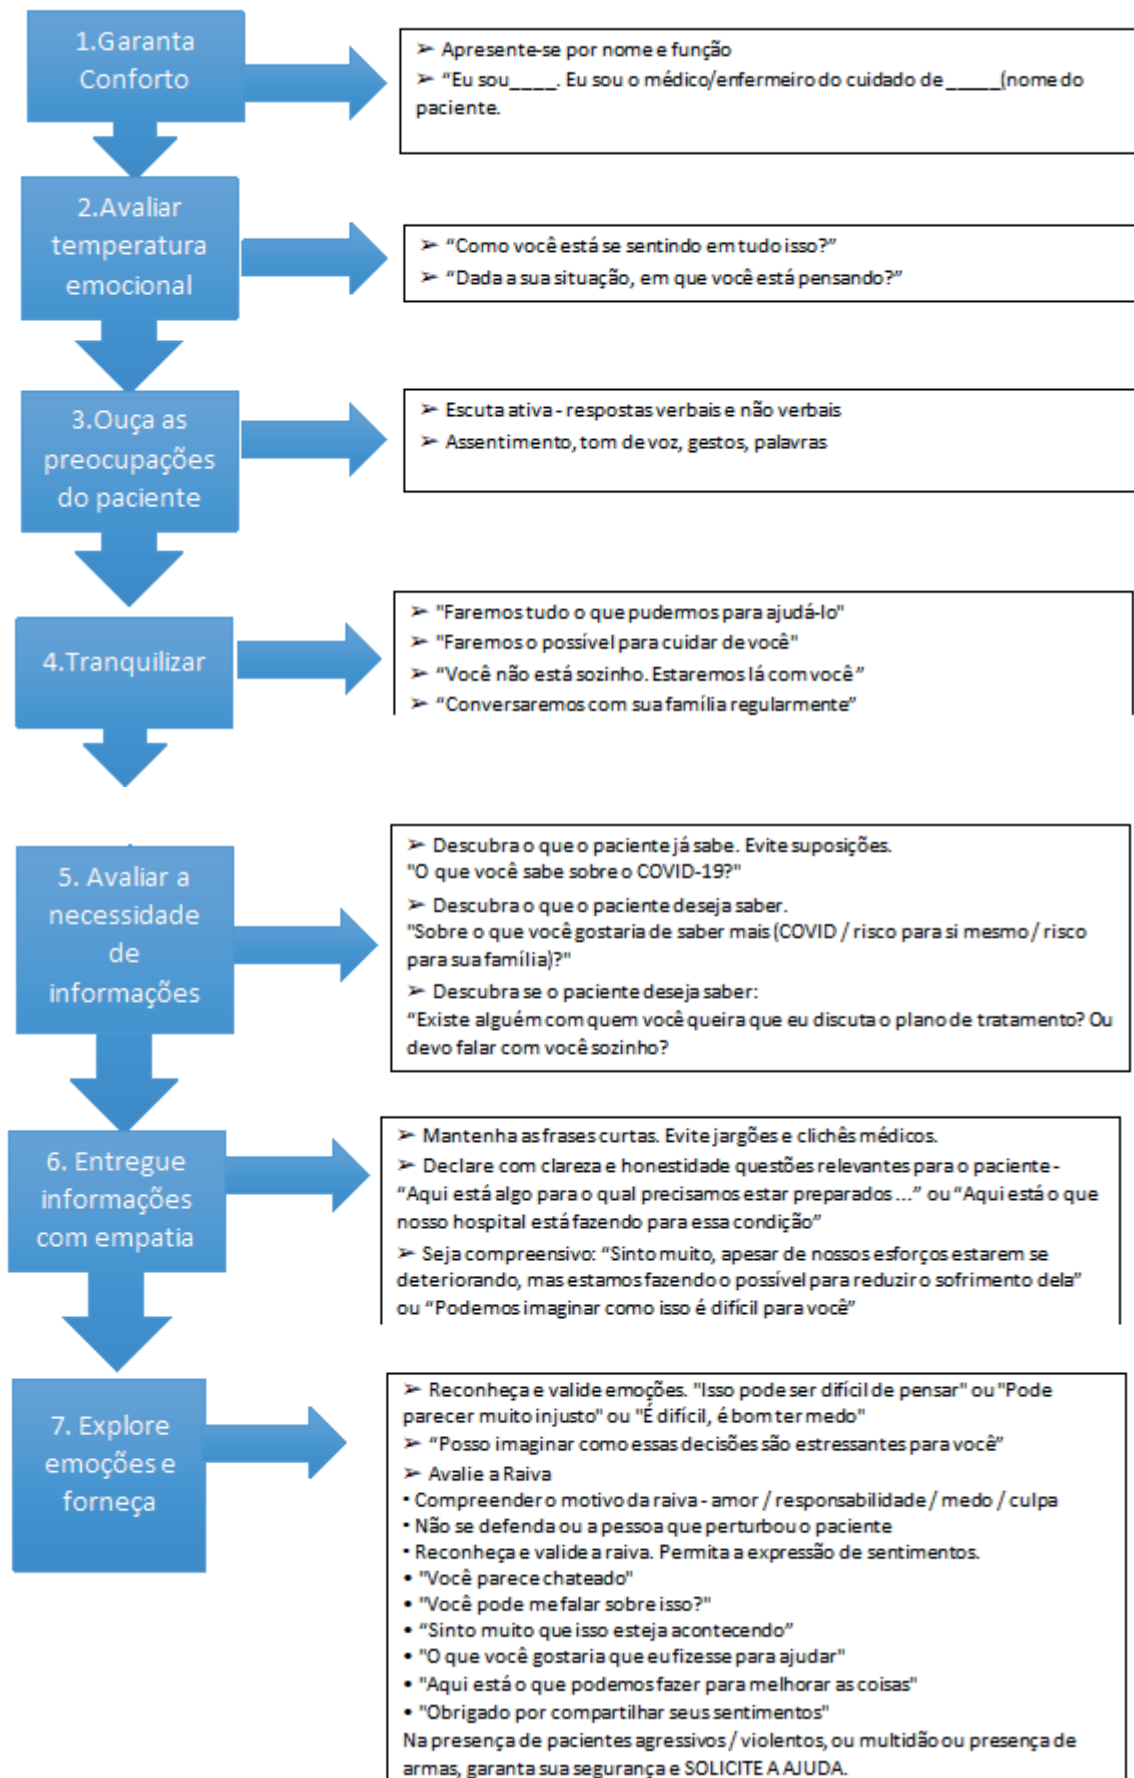 1.Garanta
Conforto
➢ Apresente-se por nome e função
➢ “Eu sou____. Eu sou o médico/enfermeiro do cuidado de _____(nome do
paciente.
2.Avaliar
temperatura
emocional
➢ “Como você está se sentindo em tudo isso?”
➢ “Dada a sua situação, em que você está pensando?”
3.Ouça as
preocupações
do paciente
➢ Escuta ativa - respostas verbais e não verbais
➢ Assentimento, tom de voz, gestos, palavras
4.Tranquilizar
➢ "Faremos tudo o que pudermos para ajudá-lo"
➢ "Faremos o possível para cuidar de você"
➢ “Você não está sozinho. Estaremos lá com você”
➢ “Conversaremos com sua família regularmente”
5. Avaliar a
necessidade
de
informações
➢ Descubra o que o paciente já sabe. Evite suposições.
"O que você sabe sobre o COVID-19?"
➢ Descubra o que o paciente deseja saber.
"Sobre o que você gostaria de saber mais (COVID / risco para si mesmo / risco
para sua família)?"
➢ Descubra se o paciente deseja saber:
“Existe alguém com quem você queira que eu discuta o plano de tratamento? Ou
devo falar com você sozinho?
6. Entregue
informações
com empatia
➢ Mantenha as frases curtas. Evite jargões e clichês médicos.
➢ Declare com clareza e honestidade questões relevantes para o paciente -
“Aqui está algo para o qual precisamos estar preparados ...” ou “Aqui está o que
nosso hospital está fazendo para essa condição”
➢ Seja compreensivo: “Sinto muito, apesar de nossos esforços estarem se
deteriorando, mas estamos fazendo o possível para reduzir o sofrimento dela”
ou “Podemos imaginar como isso é difícil para você”
7. Explore
emoções e
forneça
➢ Reconheça e valide emoções. "Isso pode ser difícil de pensar" ou "Pode
parecer muito injusto" ou "É difícil, é bom ter medo"
➢ “Posso imaginar como essas decisões são estressantes para você”
➢ Avalie a Raiva
• Compreender o motivo da raiva - amor / responsabilidade / medo / culpa
• Não se defenda ou a pessoa que perturbou o paciente
• Reconheça e valide a raiva. Permita a expressão de sentimentos.
• "Você parece chateado"
• "Você pode me falar sobre isso?"
• “Sinto muito que isso esteja acontecendo”
• "O que você gostaria que eu fizesse para ajudar"
• "Aqui está o que podemos fazer para melhorar as coisas"
• "Obrigado por compartilhar seus sentimentos"
Na presença de pacientes agressivos / violentos, ou multidão ou presença de
armas, garanta sua segurança e SOLICITE A AJUDA.